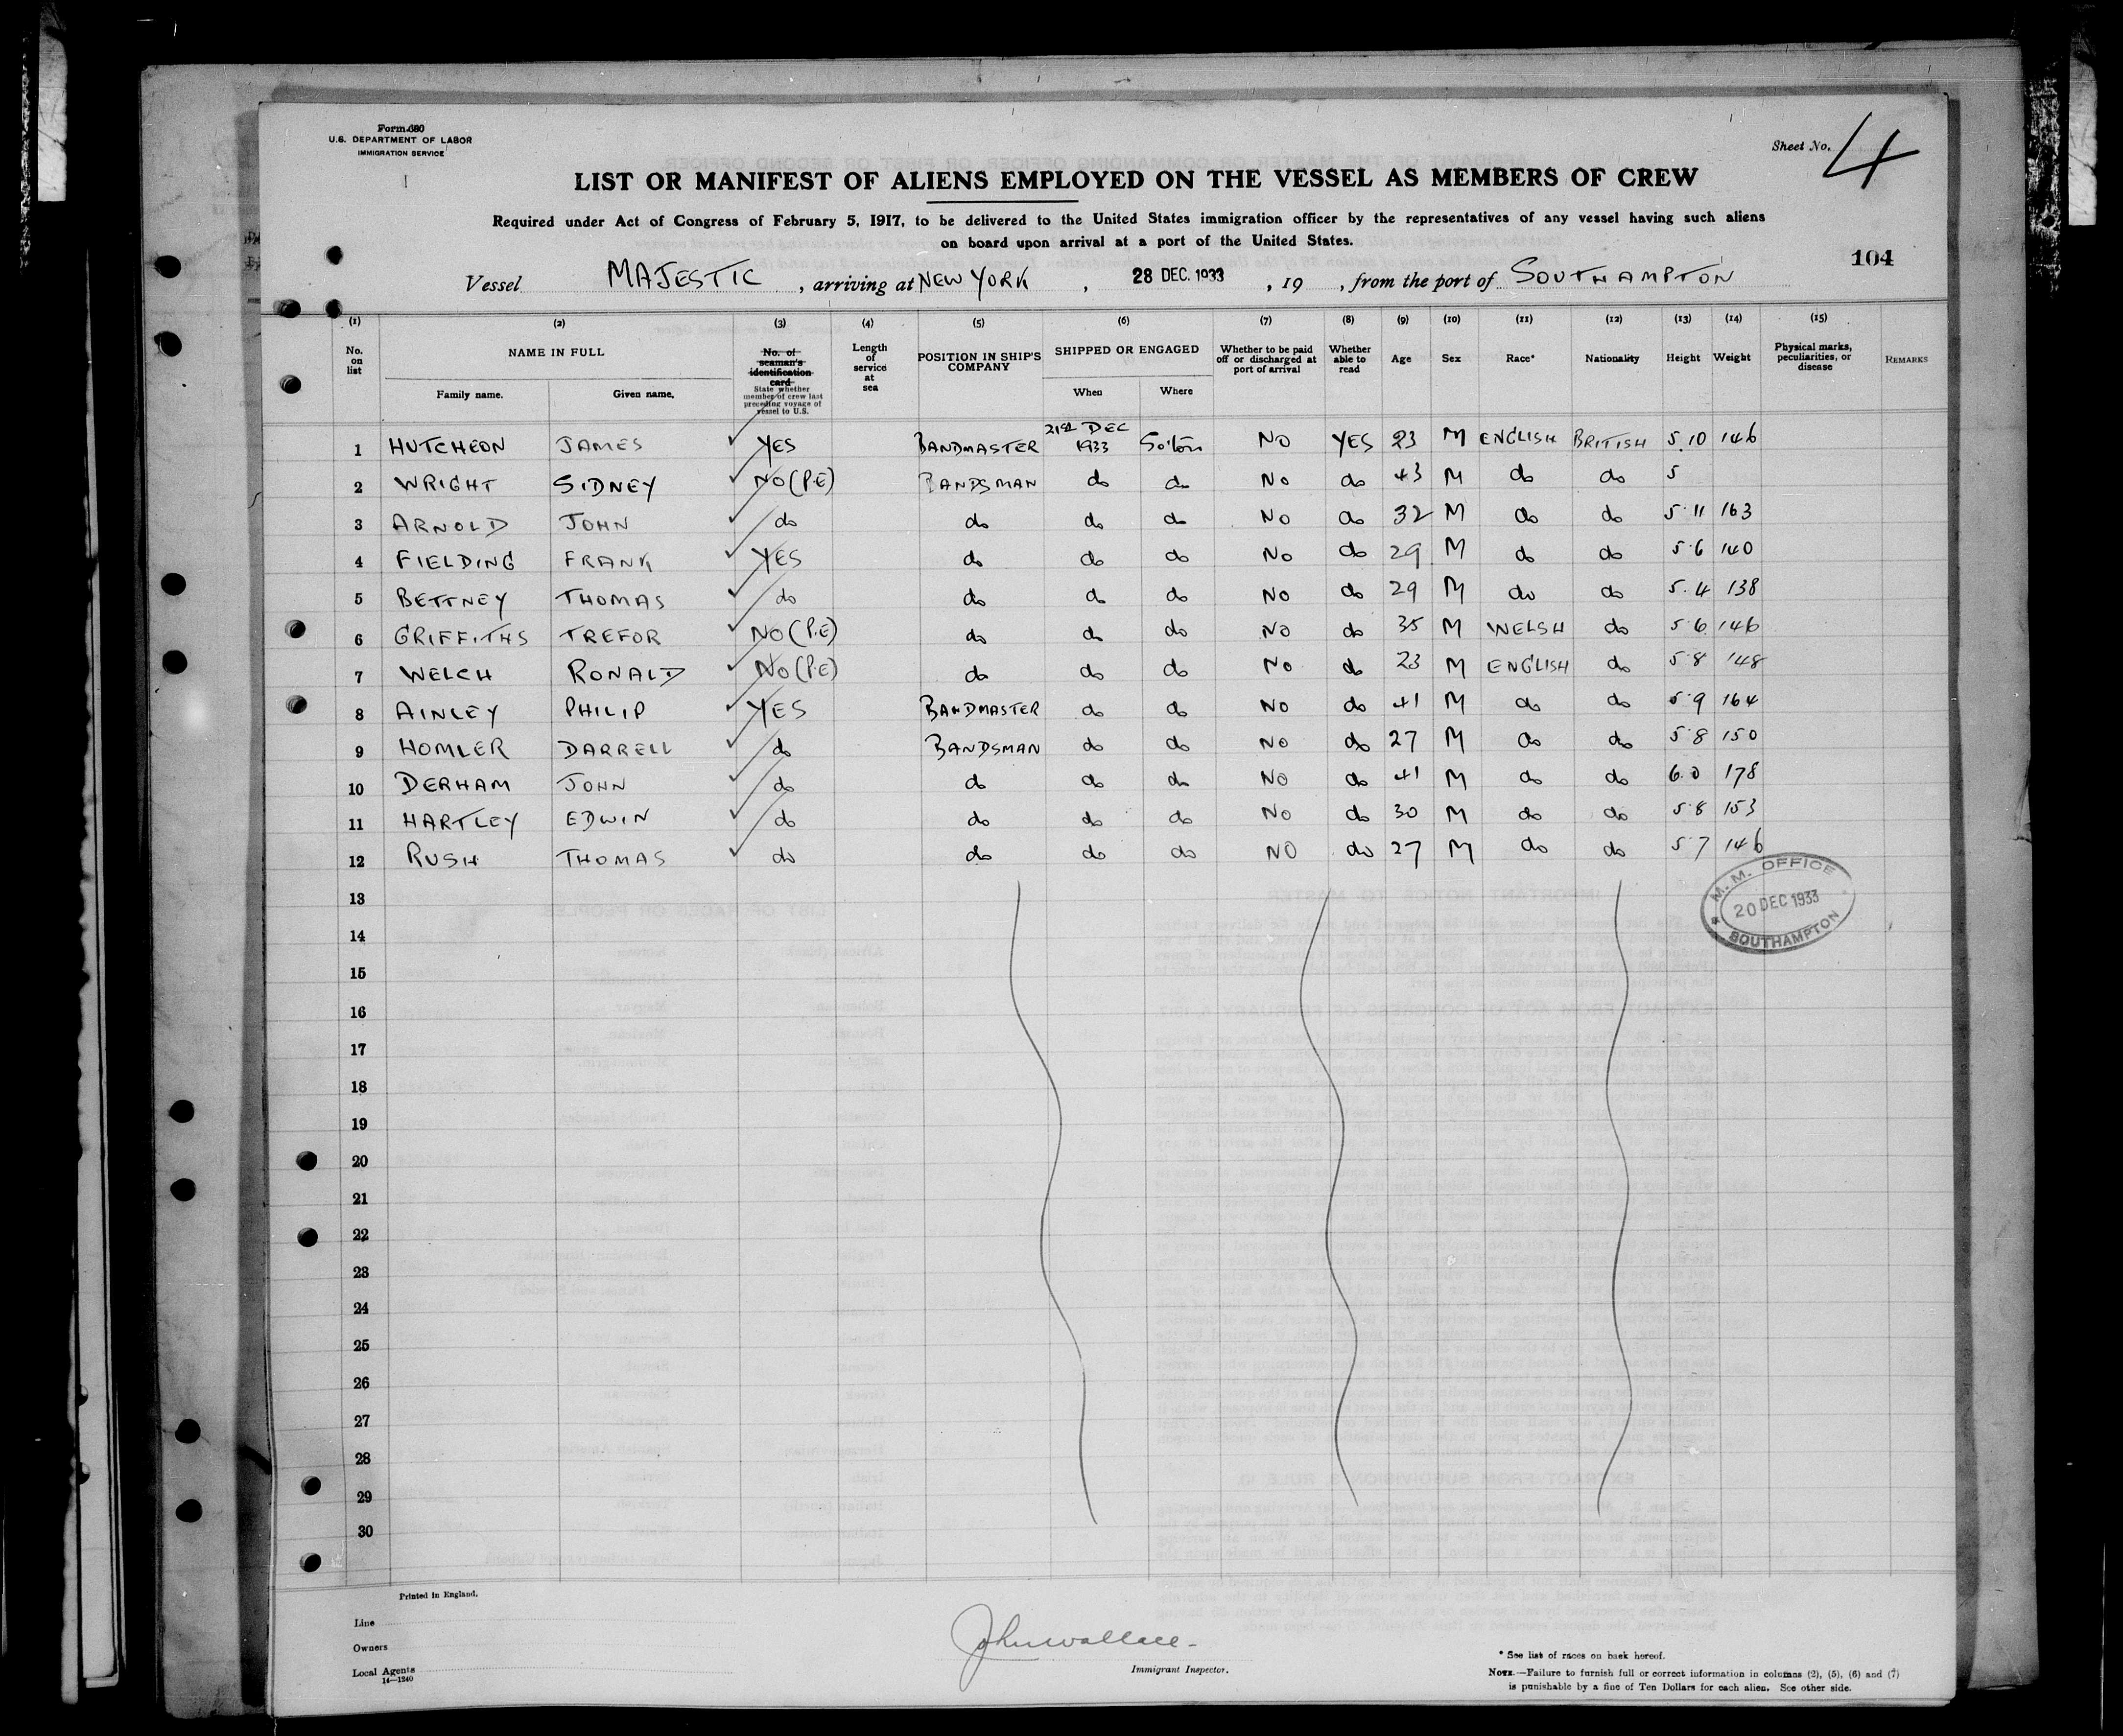 Form 680
U.S. DEPARTMENT OF LABOR
IMMIGRATION SERVICE
Sheet No. 4
LIST OR MANIFEST OF ALIENS EMPLOYED ON THE VESSEL AS MEMBERS OF CREW
Required under Act of Congress of February 5, 1917, to be delivered to the United States immigration officer by the representatives of any vessel having such aliens
on board upon arrival at a port of the United States.
104
Vessel MAJESTIC, arriving at NEW YORK, 28 DEC. 1933, 19 , from the port of SOUTHAMPTON
(1) (2) (3) (4) (5) (6) (7) (8) (9) (10) (11) (12) (13) (14) (15)
No. on list NAME IN FULL Family name. Given name. No. of seaman's identification card State whether member of crew last preceding voyage of vessel to U.S. Length of service at sea POSITION IN SHIP'S COMPANY SHIPPED OR ENGAGED When Where Whether to be paid off or discharged at port of arrival Whether able to read Age Sex Race* Nationality Height Weight Physical marks, peculiarities, or disease REMARKS
1 HUTCHEON JAMES YES BANDMASTER 21st DEC 1933 So'ton NO YES 23 M ENGLISH BRITISH 5.10 146
2 WRIGHT SIDNEY NO (P.E) BANDSMAN do do NO do 43 M do do 5
3 ARNOLD JOHN do do do do NO do 32 M do do 5.11 163
4 FIELDING FRANK YES do do do NO do 29 M do do 5.6 140
5 BETTNEY THOMAS do do do do NO do 29 M do do 5.4 138
6 GRIFFITHS TREFOR NO (P.E) do do do NO do 35 M WELSH do 5.6 146
7 WELCH RONALD NO (P.E) do do do NO do 23 M ENGLISH do 5.8 148
8 AINLEY PHILIP YES BANDMASTER do do NO do 41 M do do 5.9 164
9 HOMLER DARRELL do BANDSMAN do do NO do 27 M do do 5.8 150
10 DERHAM JOHN do do do do NO do 41 M do do 6.0 178
11 HARTLEY EDWIN do do do do NO do 30 M do do 5.8 153
12 RUSH THOMAS do do do do NO do 27 M do do 5.7 146
M. M. OFFICE
20 DEC 1933
SOUTHAMPTON
13
14
15
16
17
18
19
20
21
22
23
24
25
26
27
28
29
30
Printed in England.
Line
Owners
Local Agents
14—1240
John Wallace
Immigrant Inspector.
* See list of races on back hereof.
NOTE.—Failure to furnish full or correct information in columns (2), (5), (6) and (7)
is punishable by a fine of Ten Dollars for each alien. See other side.